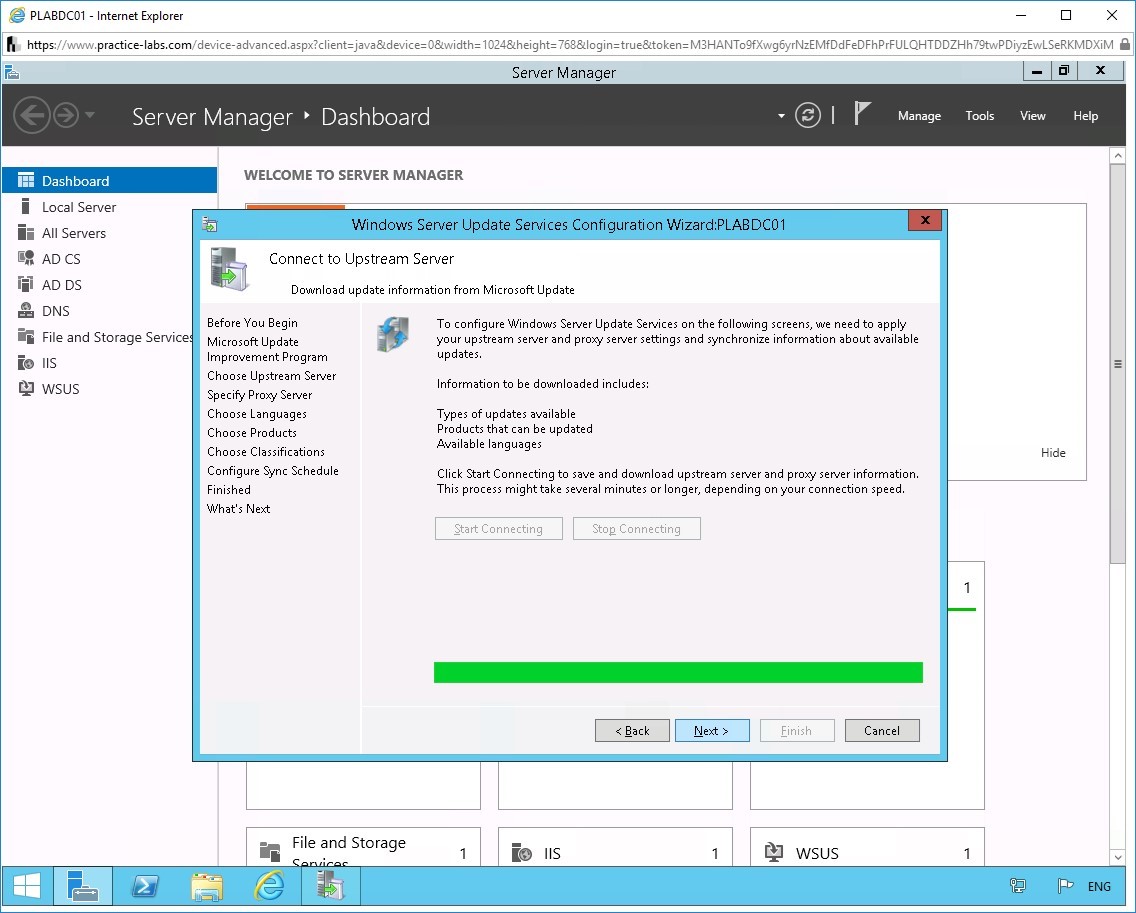 PLABDC01 - Internet Explorer
https://www.practice-labs.com/device-advanced.aspx?client=java&device=0&width=1024&height=768&login=true&token=M3HANTo9fXwg6yrNzEMfDdFeDFhPrFULQHTDDZHh79twPDiyzEwLSeRKMDXiM
Server Manager
Server Manager ‣ Dashboard
Manage Tools View Help
Dashboard
Local Server
All Servers
AD CS
AD DS
DNS
File and Storage Services
IIS
WSUS
WELCOME TO SERVER MANAGER
Hide
1
Windows Server Update Services Configuration Wizard:PLABDC01
X
Connect to Upstream Server
Download update information from Microsoft Update
Before You Begin
Microsoft Update
Improvement Program
Choose Upstream Server
Specify Proxy Server
Choose Languages
Choose Products
Choose Classifications
Configure Sync Schedule
Finished
What's Next
To configure Windows Server Update Services on the following screens, we need to apply
your upstream server and proxy server settings and synchronize information about available
updates.
Information to be downloaded includes:
Types of updates available
Products that can be updated
Available languages
Click Start Connecting to save and download upstream server and proxy server information.
This process might take several minutes or longer, depending on your connection speed.
Start Connecting Stop Connecting
< Back Next > Finish Cancel
File and Storage
Services
1
IIS 1
WSUS 1
ENG